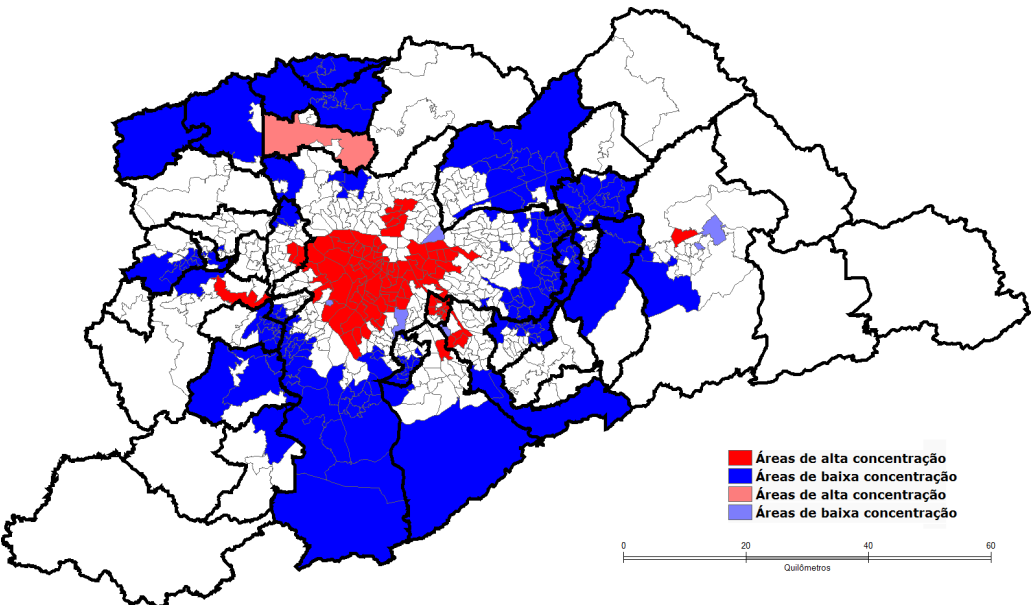 Áreas de alta concentração
Áreas de baixa concentração
Áreas de alta concentração
Áreas de baixa concentração
0 20 40 60
Quilômetros